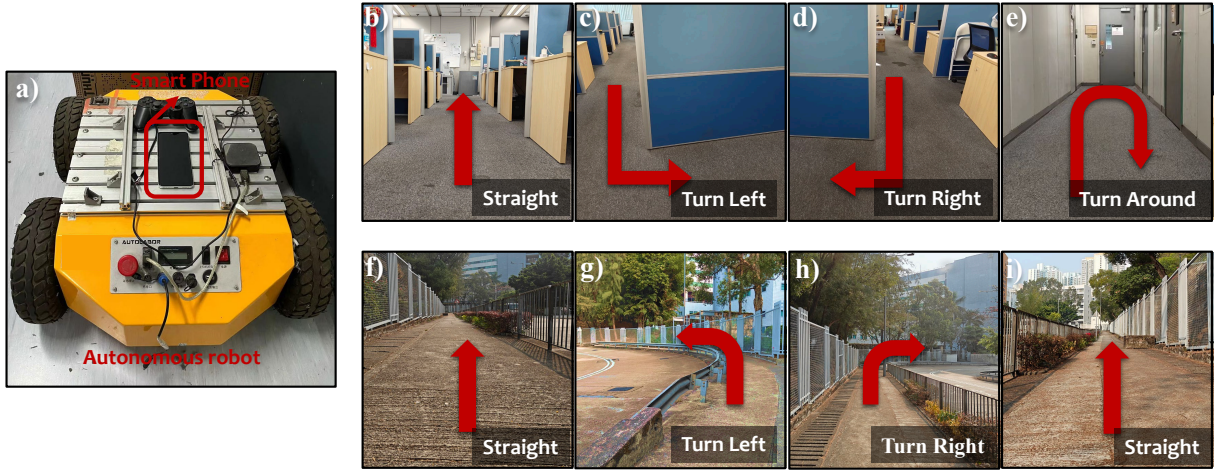 a)
Smart Phone
AUTOLABOR
Autonomous robot
b)
Straight
c)
Turn Left
d)
Turn Right
e)
Turn Around
f)
Straight
g)
Turn Left
h)
Turn Right
i)
Straight